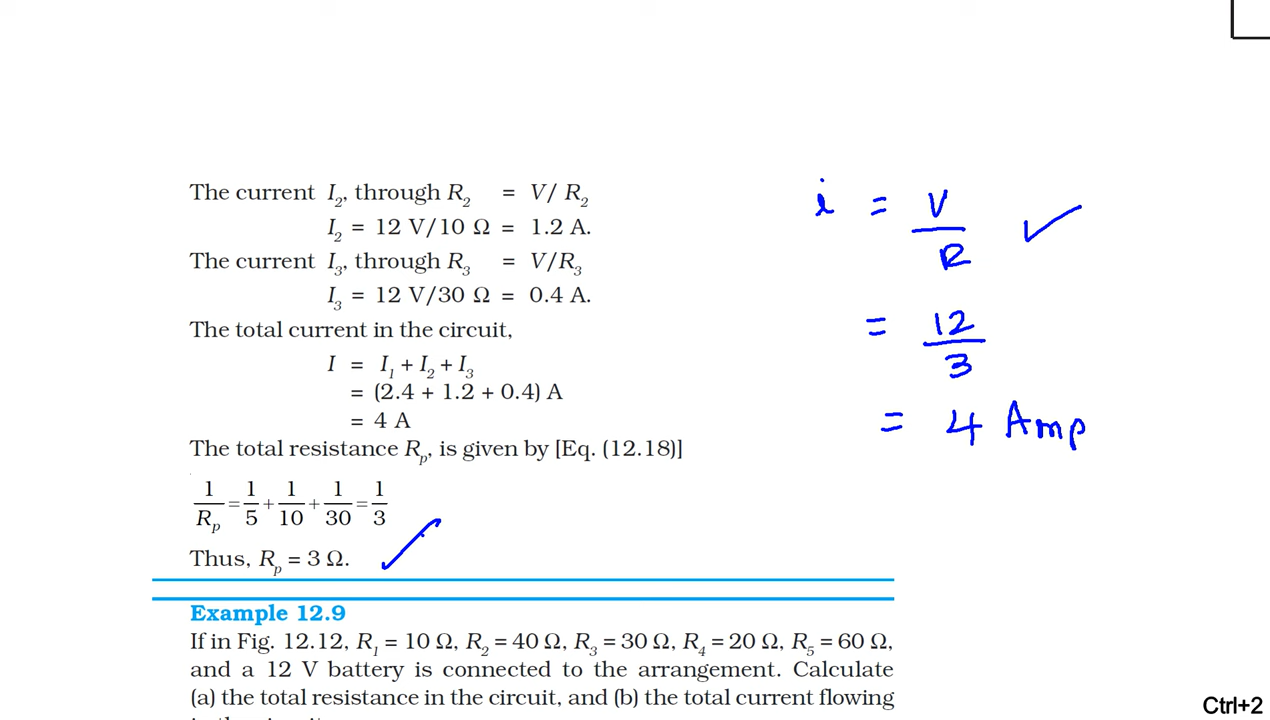 The current I₂, through R₂ = V/ R₂
I₂ = 12 V/10 Ω = 1.2 A.
The current I₃, through R₃ = V/R₃
I₃ = 12 V/30 Ω = 0.4 A.
The total current in the circuit,
I = I₁ + I₂ + I₃
= (2.4 + 1.2 + 0.4) A
= 4 A
The total resistance Rₚ, is given by [Eq. (12.18)]
1/Rₚ = 1/5 + 1/10 + 1/30 = 1/3
Thus, Rₚ = 3 Ω.
Example 12.9
If in Fig. 12.12, R₁ = 10 Ω, R₂ = 40 Ω, R₃ = 30 Ω, R₄ = 20 Ω, R₅ = 60 Ω,
and a 12 V battery is connected to the arrangement. Calculate
(a) the total resistance in the circuit, and (b) the total current flowing
i = V/R
= 12/3
= 4 Amp
Ctrl+2